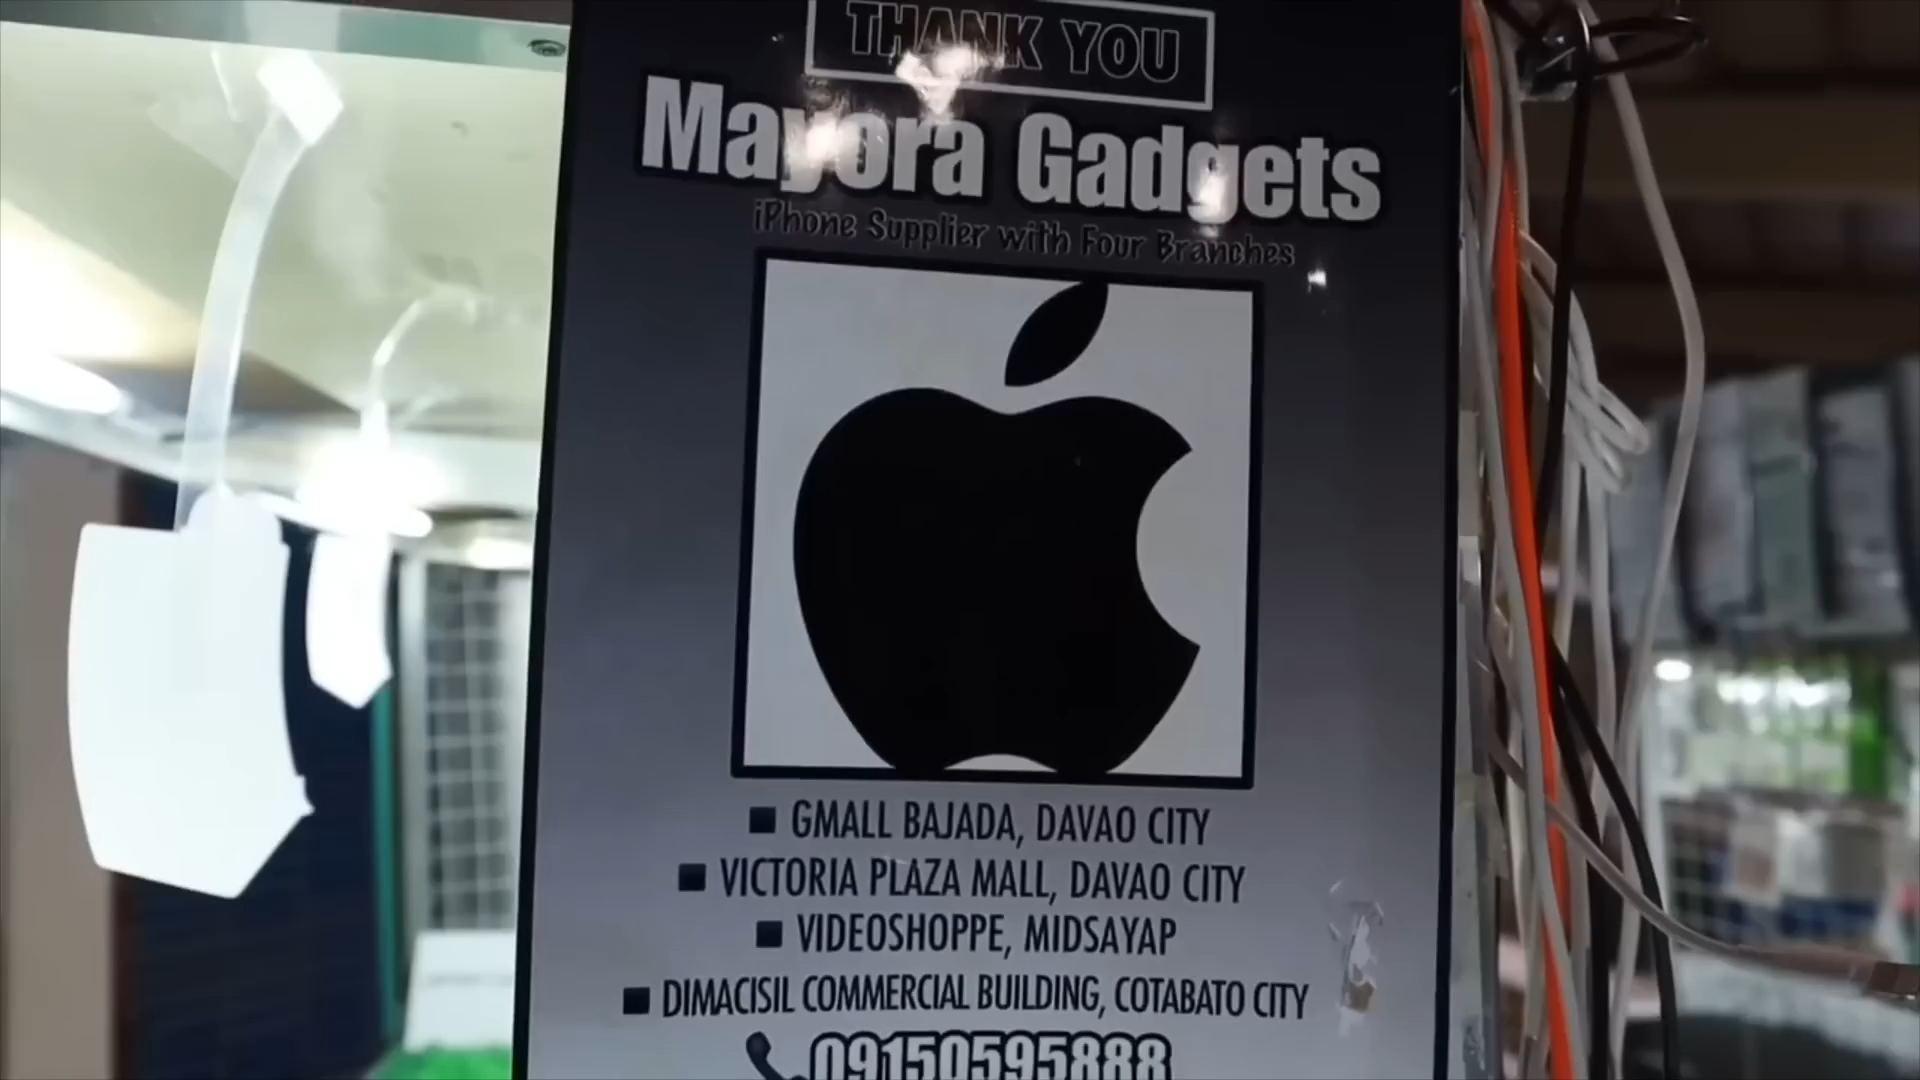 THANK YOU
Mayora Gadgets
iPhone Supplier with Four Branches
■ GMALL BAJADA, DAVAO CITY
■ VICTORIA PLAZA MALL, DAVAO CITY
■ VIDEOSHOPPE, MIDSAYAP
■ DIMACISIL COMMERCIAL BUILDING, COTABATO CITY
09150595888